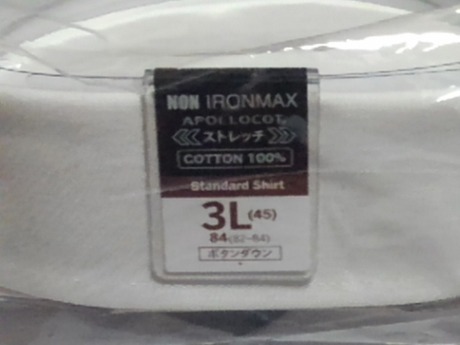 NON IRONMAX
APOLLOCOT
ストレッチ
COTTON 100%
Standard Shirt
3L(45)
84(82-84)
ボタンダウン